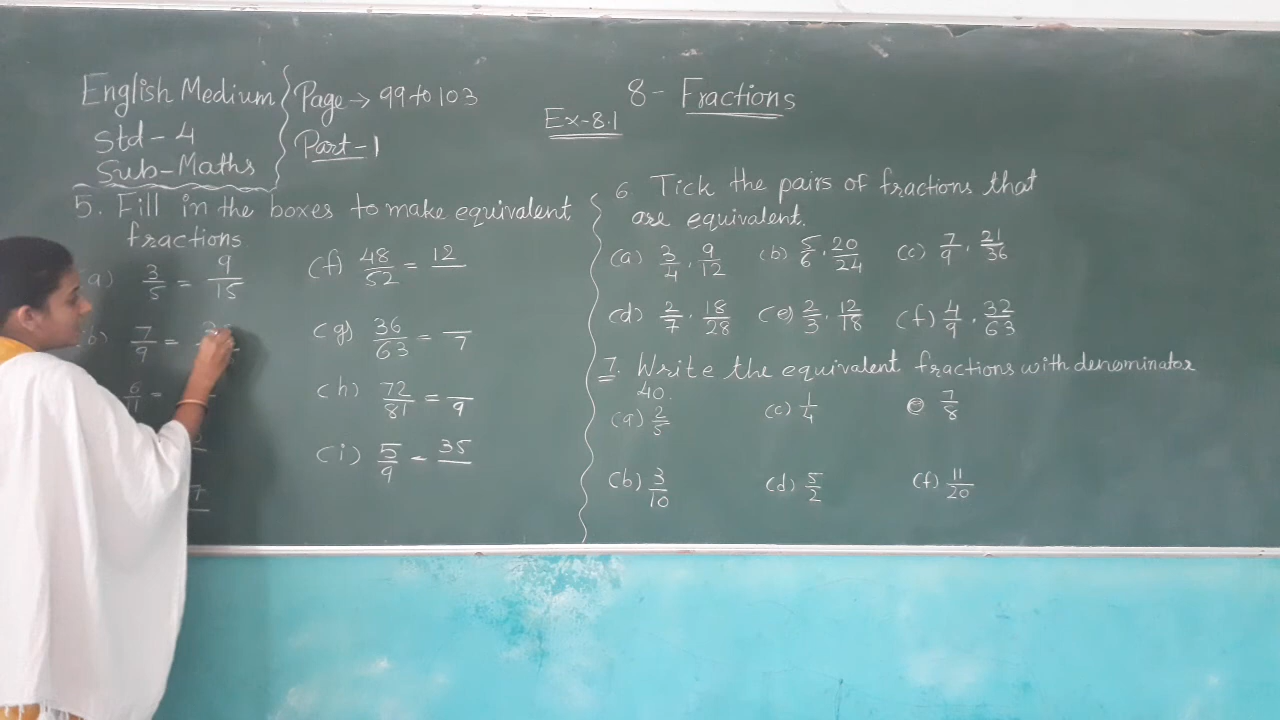 English Medium
Std-4
Sub-Maths
Page→ 99 to 103
Part-1
8- Fractions
Ex-8.1
5. Fill in the boxes to make equivalent
fractions
a) 3/5 = 9/15
b) 7/9 =
6/11 =
(f) 48/52 = 12/
(g) 36/63 = /7
(h) 72/81 = /9
(i) 5/9 = 35/
6. Tick the pairs of fractions that
are equivalent.
(a) 3/4, 9/12 (b) 5/6, 20/24 (c) 7/9, 21/36
(d) 2/7, 18/28 (e) 2/3, 12/18 (f) 4/9, 32/63
7. Write the equivalent fractions with denominator
40.
(a) 2/5 (c) 1/4 e 7/8
(b) 3/10 (d) 5/2 (f) 11/20